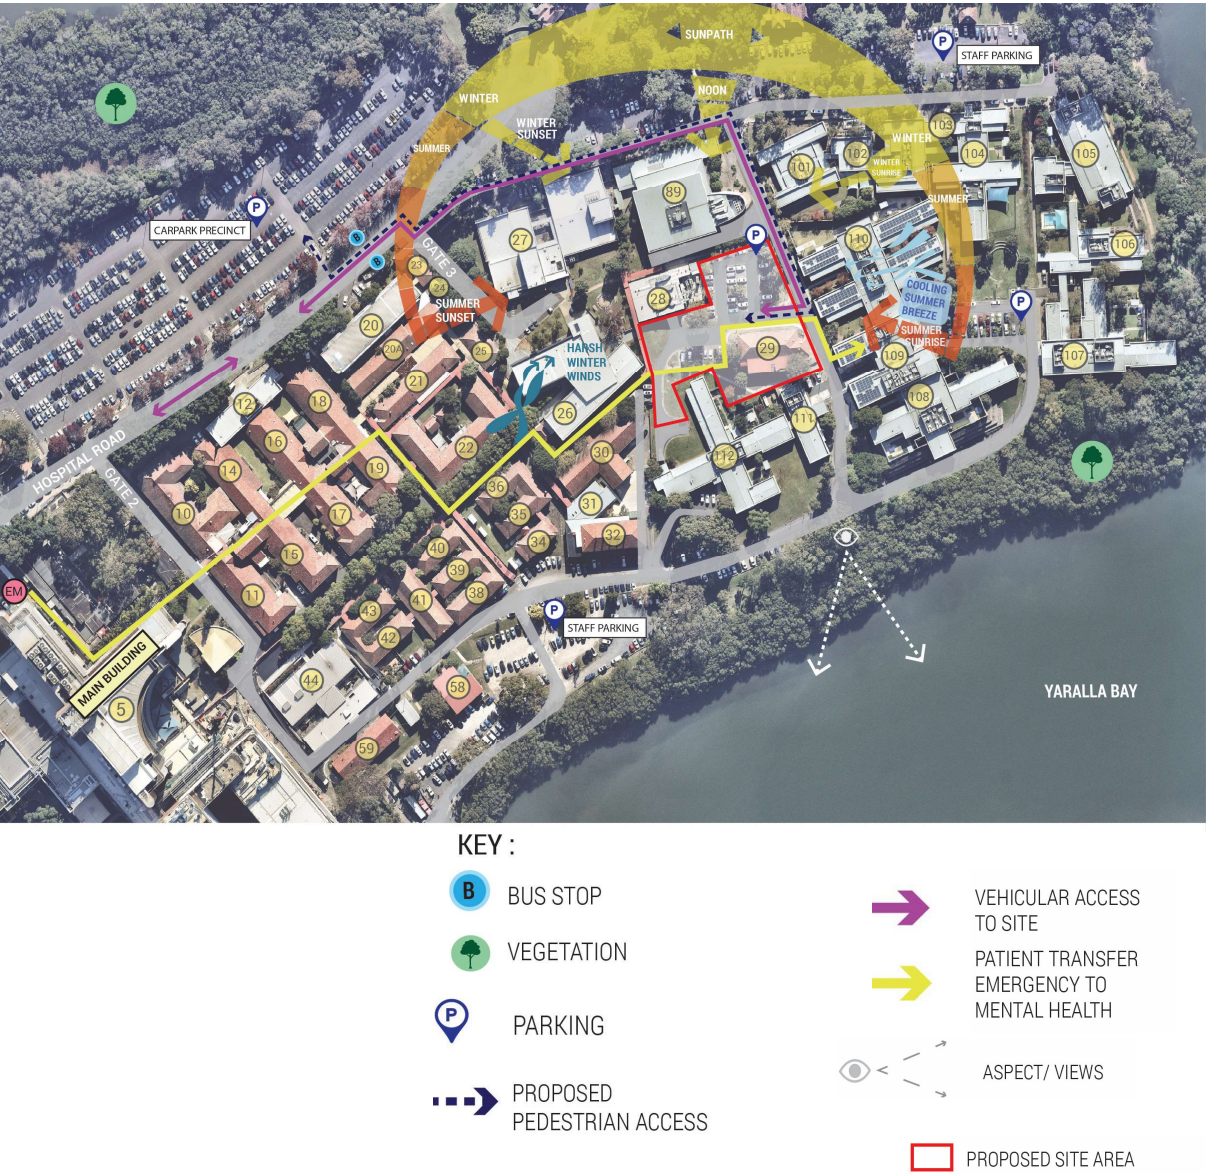 SUNPATH
P
STAFF PARKING
WINTER
NOON
WINTER
SUNSET
SUMMER
103
WINTER
101
102
WINTER
SUNRISE
104
105
P
CARPARK PRECINCT
89
SUMMER
B
B
GATE 3
27
P
110
106
23
24
28
COOLING
SUMMER
BREEZE
P
SUMMER
SUNSET
20
SUMMER
SUNRISE
20A
25
HARSH
WINTER
WINDS
29
109
107
21
12
18
26
108
16
22
111
HOSPITAL ROAD
GATE 2
14
19
30
112
10
17
36
35
31
34
32
15
40
39
EM
11
43
41
38
42
P
STAFF PARKING
MAIN BUILDING
44
58
5
59
YARALLA BAY
KEY :
B
BUS STOP
VEGETATION
P
PARKING
PROPOSED
PEDESTRIAN ACCESS
VEHICULAR ACCESS
TO SITE
PATIENT TRANSFER
EMERGENCY TO
MENTAL HEALTH
ASPECT/ VIEWS
PROPOSED SITE AREA